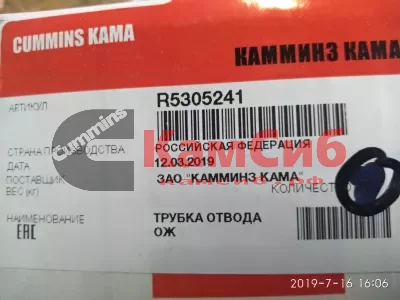 CUMMINS KAMA
КАММИНЗ КАМА
АРТИКУЛ R5305241
Cummins
КамСиб
СТРАНА ПРОИЗВОДСТВА РОССИЙСКАЯ ФЕДЕРАЦИЯ
ДАТА 12.03.2019
ПОСТАВЩИК ЗАО "КАММИНЗ КАМА"
ВЕС (кг) КОЛИЧЕСТВО
НАИМЕНОВАНИЕ ТРУБКА ОТВОДА
ОЖ
EAC
2019-7-16 16:06